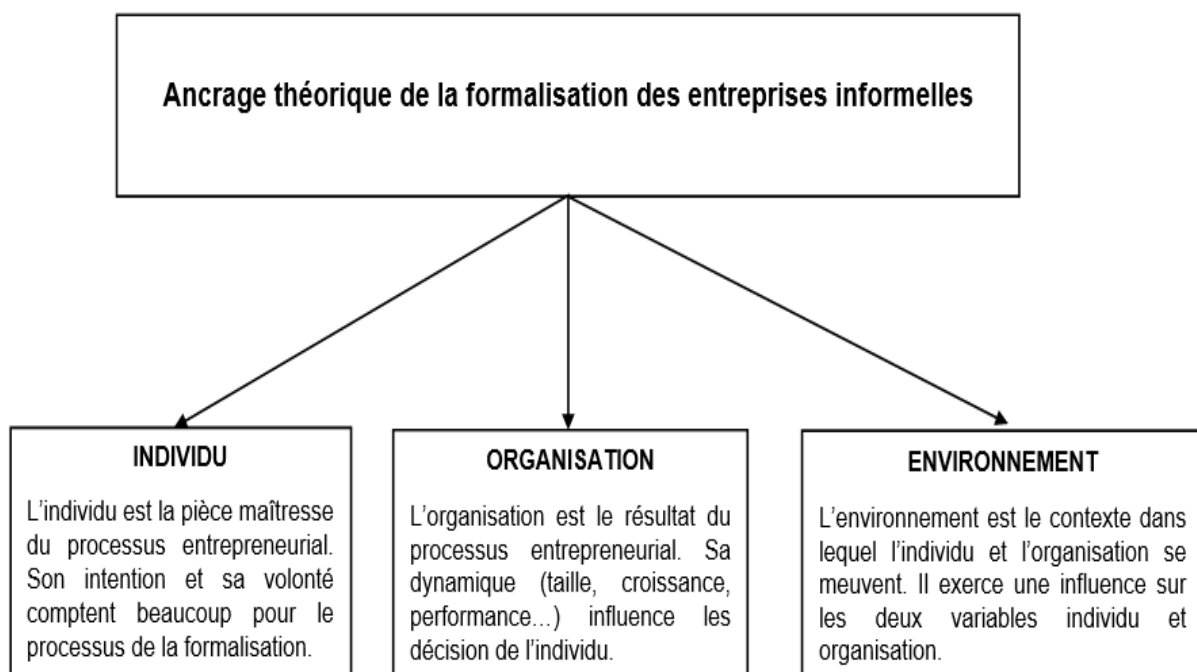 Ancrage théorique de la formalisation des entreprises informelles
INDIVIDU
L'individu est la pièce maîtresse
du processus entrepreneurial.
Son intention et sa volonté
comptent beaucoup pour le
processus de la formalisation.
ORGANISATION
L'organisation est le résultat du
processus entrepreneurial. Sa
dynamique (taille, croissance,
performance…) influence les
décision de l'individu.
ENVIRONNEMENT
L'environnement est le contexte dans
lequel l'individu et l'organisation se
meuvent. Il exerce une influence sur
les deux variables individu et
organisation.